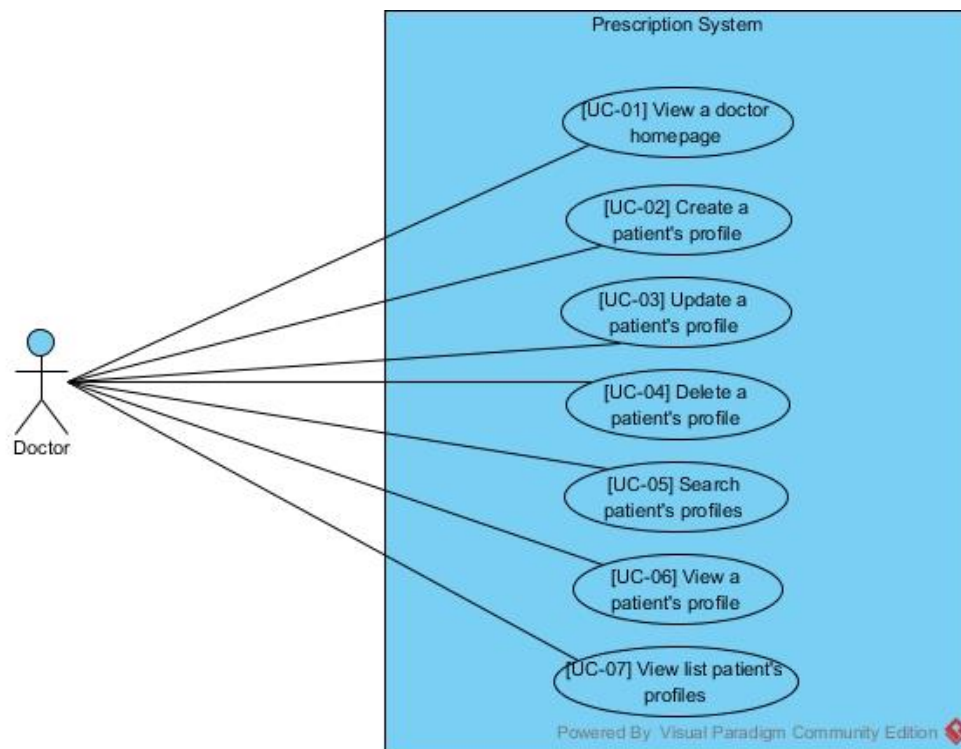 Prescription System
[UC-01] View a doctor
homepage
[UC-02] Create a
patient's profile
[UC-03] Update a
patient's profile
[UC-04] Delete a
patient's profile
Doctor
[UC-05] Search
patient's profiles
[UC-06] View a
patient's profile
[UC-07] View list patient's
profiles
Powered By Visual Paradigm Community Edition